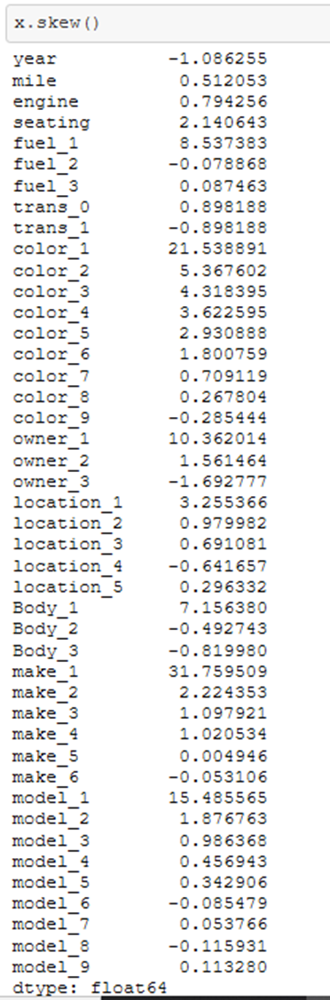 x.skew()
year -1.086255
mile 0.512053
engine 0.794256
seating 2.140643
fuel_1 8.537383
fuel_2 -0.078868
fuel_3 0.087463
trans_0 0.898188
trans_1 -0.898188
color_1 21.538891
color_2 5.367602
color_3 4.318395
color_4 3.622595
color_5 2.930888
color_6 1.800759
color_7 0.709119
color_8 0.267804
color_9 -0.285444
owner_1 10.362014
owner_2 1.561464
owner_3 -1.692777
location_1 3.255366
location_2 0.979982
location_3 0.691081
location_4 -0.641657
location_5 0.296332
Body_1 7.156380
Body_2 -0.492743
Body_3 -0.819980
make_1 31.759509
make_2 2.224353
make_3 1.097921
make_4 1.020534
make_5 0.004946
make_6 -0.053106
model_1 15.485565
model_2 1.876763
model_3 0.986368
model_4 0.456943
model_5 0.342906
model_6 -0.085479
model_7 0.053766
model_8 -0.115931
model_9 0.113280
dtype: float64